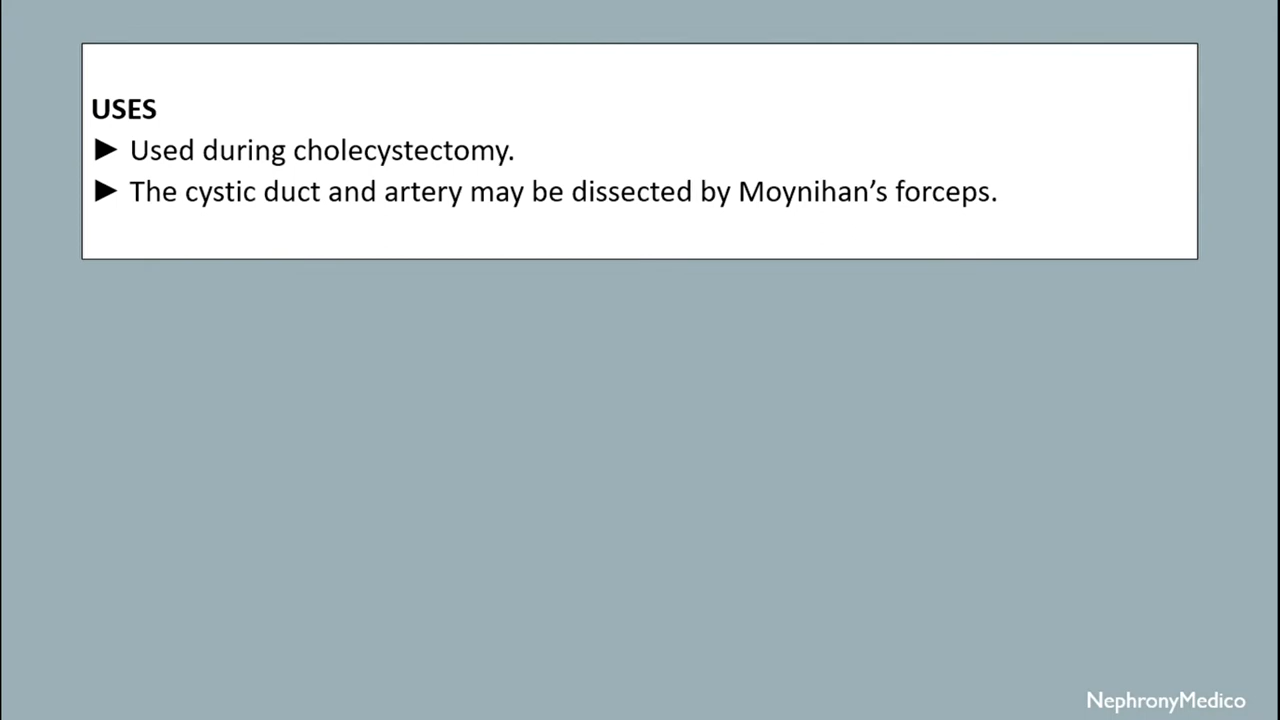 USES
► Used during cholecystectomy.
► The cystic duct and artery may be dissected by Moynihan’s forceps.
NephronyMedico